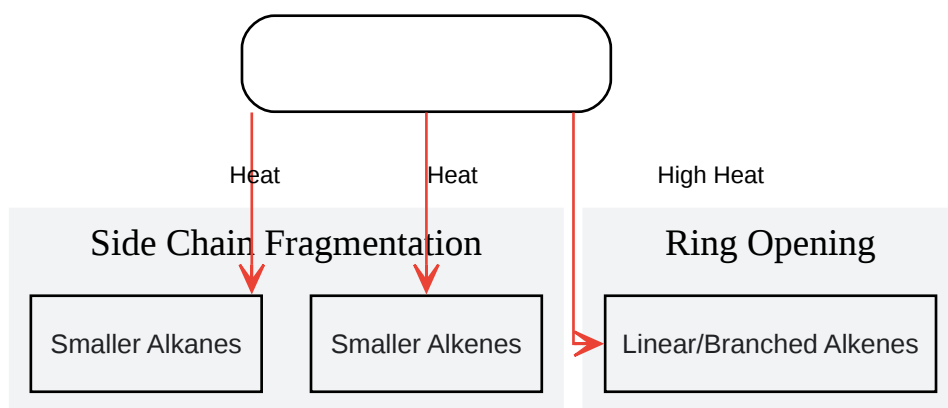 Heat
Heat
High Heat
Side Chain Fragmentation
Ring Opening
Smaller Alkanes
Smaller Alkenes
Linear/Branched Alkenes